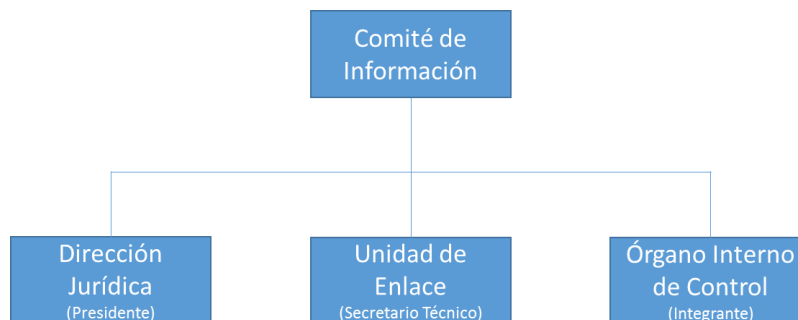 Comité de
Información
Dirección
Jurídica
(Presidente)
Unidad de
Enlace
(Secretario Técnico)
Órgano Interno
de Control
(Integrante)